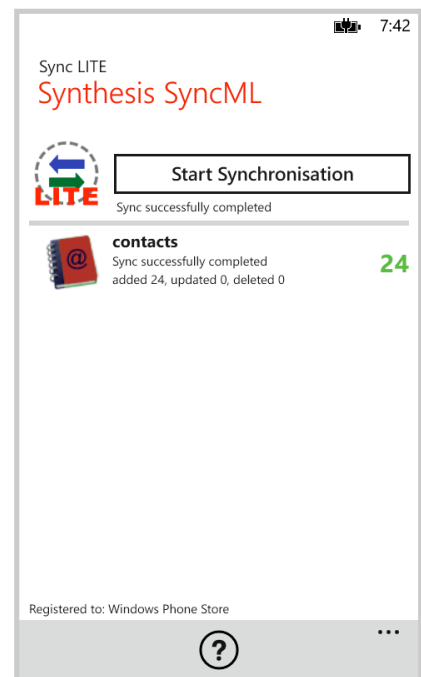 7:42
Sync LITE
Synthesis SyncML
LITE
Start Synchronisation
Sync successfully completed
@
contacts
Sync successfully completed
added 24, updated 0, deleted 0
24
Registered to: Windows Phone Store
?
...